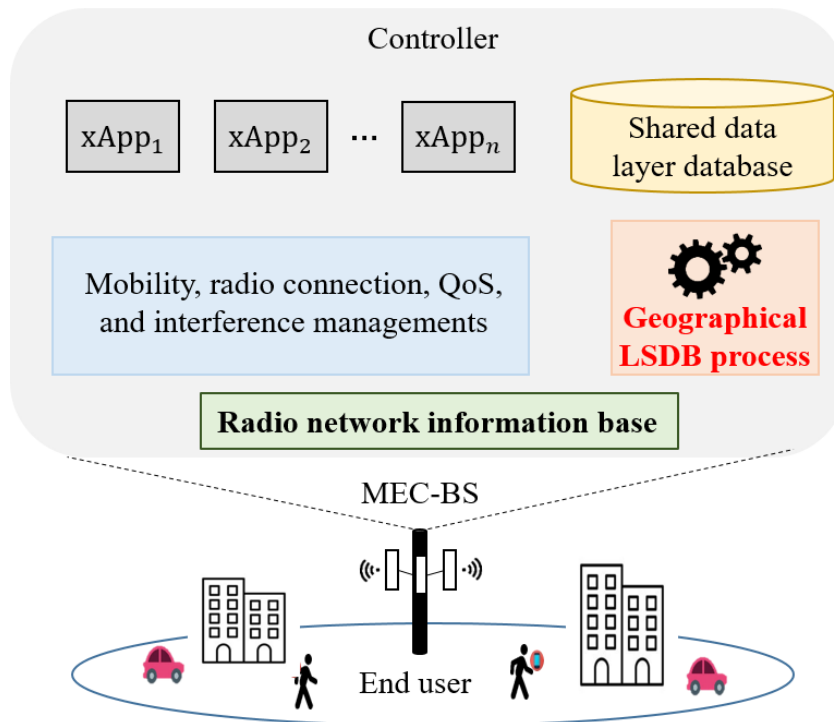 Controller
xApp₁ xApp₂ ··· xAppₙ
Shared data
layer database
Mobility, radio connection, QoS,
and interference managements
Geographical
LSDB process
Radio network information base
MEC-BS
End user